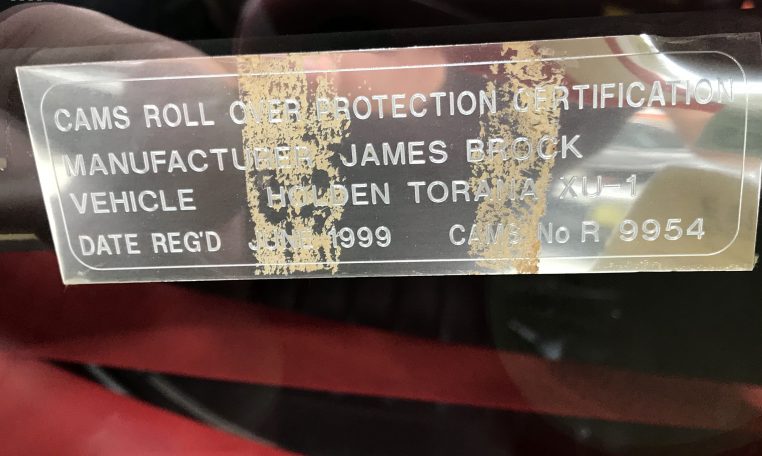 CAMS ROLL OVER PROTECTION CERTIFICATION
MANUFACTURER JAMES BROCK
VEHICLE HOLDEN TORANA XU-1
DATE REG'D JUNE 1999 CAMS No R 9954